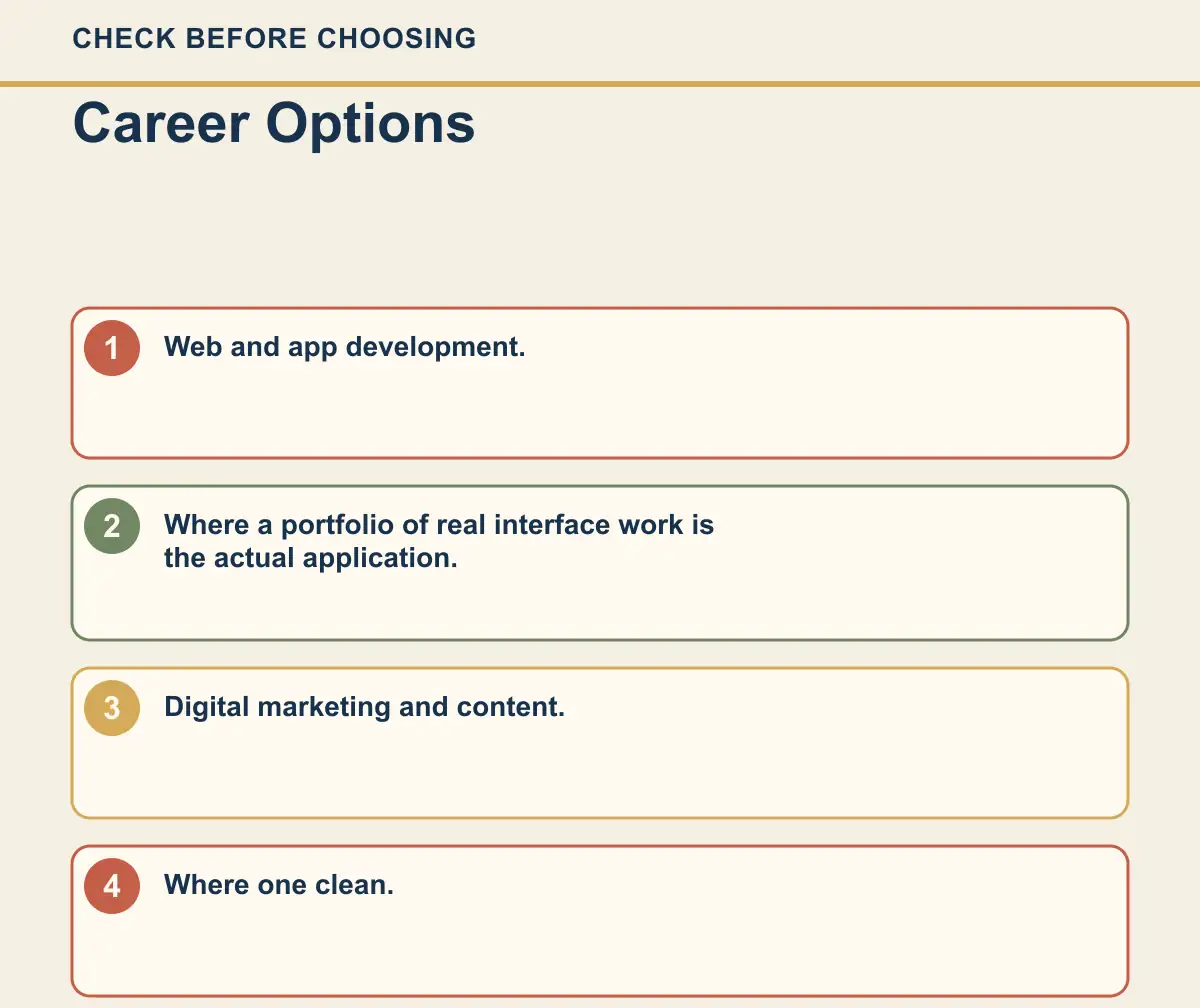 CHECK BEFORE CHOOSING
Career Options
1 Web and app development.
2 Where a portfolio of real interface work is
the actual application.
3 Digital marketing and content.
4 Where one clean.